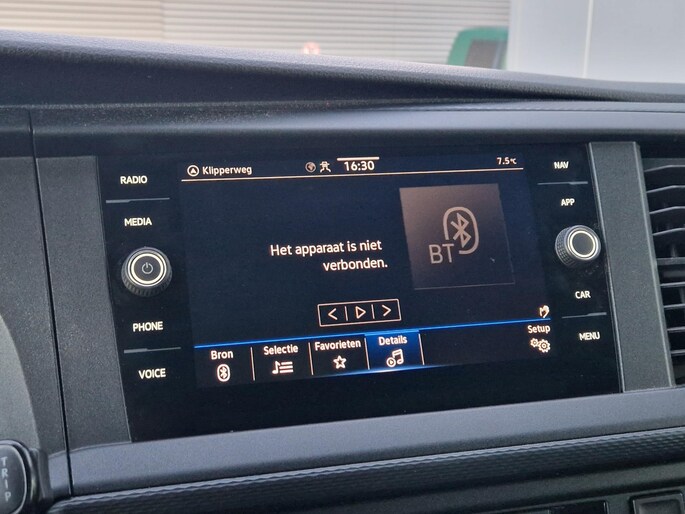 RADIO
MEDIA
PHONE
VOICE
Klipperweg
16:30
7.5°C
Het apparaat is niet
verbonden.
BT
Bron
Selectie
Favorieten
Details
Setup
NAV
APP
CAR
MENU
TRIP